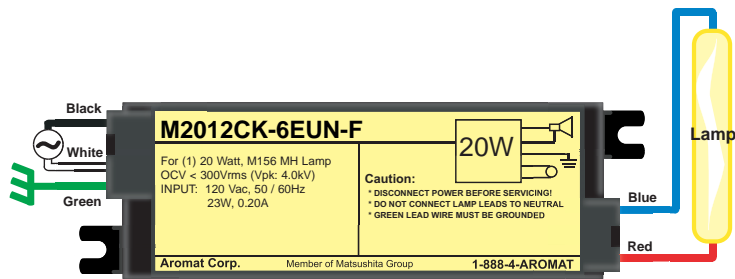 Black
White
Green
M2012CK-6EUN-F
For (1) 20 Watt, M156 MH Lamp
OCV < 300Vrms (Vpk: 4.0kV)
INPUT: 120 Vac, 50 / 60Hz
23W, 0.20A
20W
Caution:
* DISCONNECT POWER BEFORE SERVICING!
* DO NOT CONNECT LAMP LEADS TO NEUTRAL
* GREEN LEAD WIRE MUST BE GROUNDED
Aromat Corp. Member of Matsushita Group 1-888-4-AROMAT
Lamp
Blue
Red